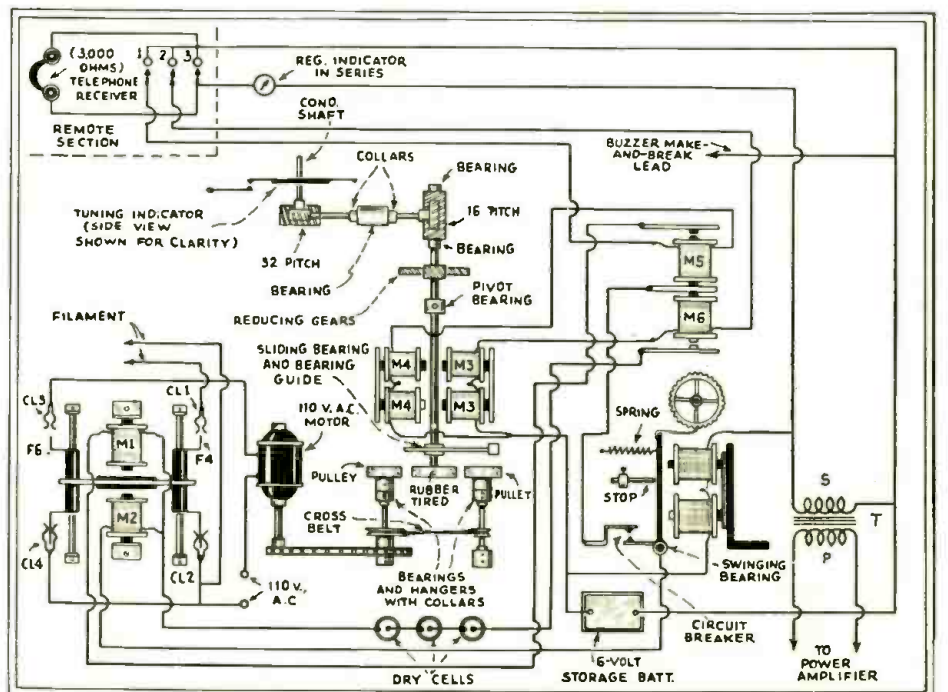 (3,000
OHMS)
TELEPHONE
RECEIVER
1
2
3
REMOTE
SECTION
REG. INDICATOR
IN SERIES
COND.
SHAFT
COLLARS
BEARING
BUZZER MAKE-
AND-BREAK
LEAD
TUNING INDICATOR
(SIDE VIEW
SHOWN FOR CLARITY)
16 PITCH
32 PITCH
BEARING
BEARING
REDUCING GEARS
PIVOT
BEARING
M5
M6
FILAMENT
SLIDING BEARING
AND BEARING
GUIDE
M4
M3
M4
M3
CL3
CL1
110 V. A.C.
MOTOR
SPRING
F6
M1
F4
PULLEY
RUBBER
TIRED
PULLEY
STOP
M2
CROSS
BELT
S
T
P
CL4
CL2
BEARINGS
AND HANGERS
WITH COLLARS
SWINGING
BEARING
110 V.,
A.C
CIRCUIT
BREAKER
DRY CELLS
6-VOLT
STORAGE BATT.
TO
POWER
AMPLIFIER